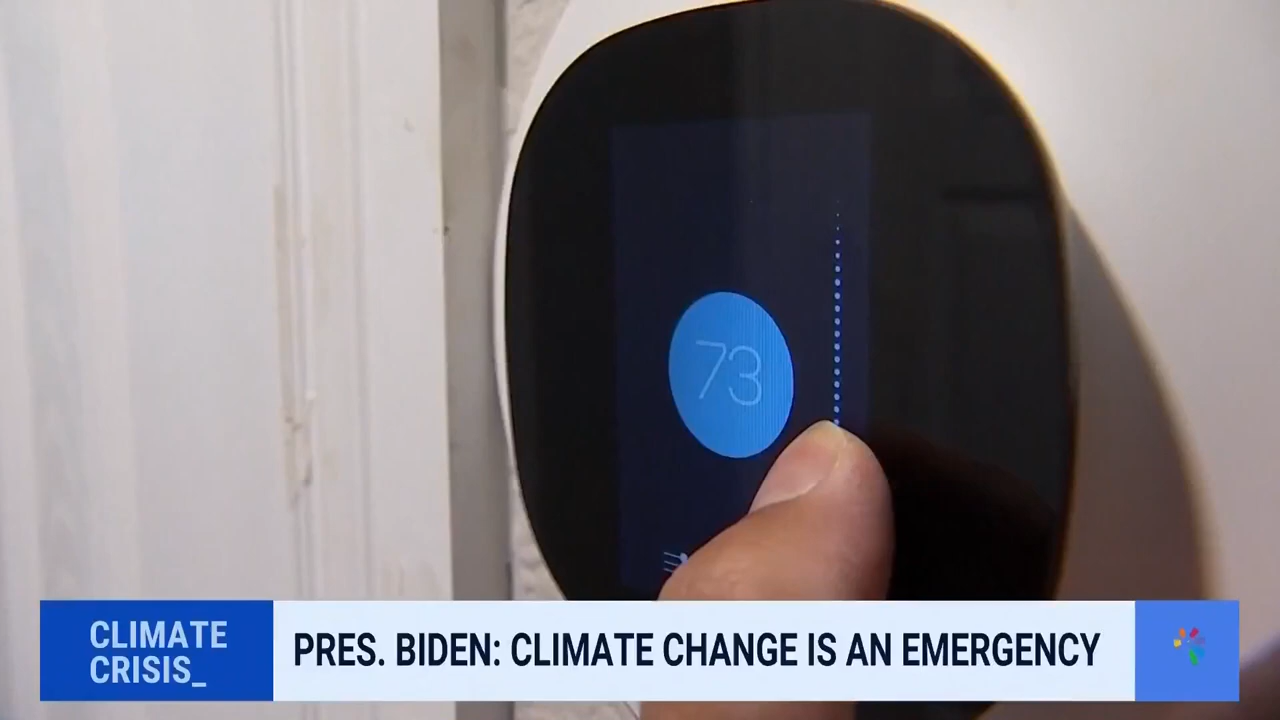 73
CLIMATE
CRISIS_
PRES. BIDEN: CLIMATE CHANGE IS AN EMERGENCY